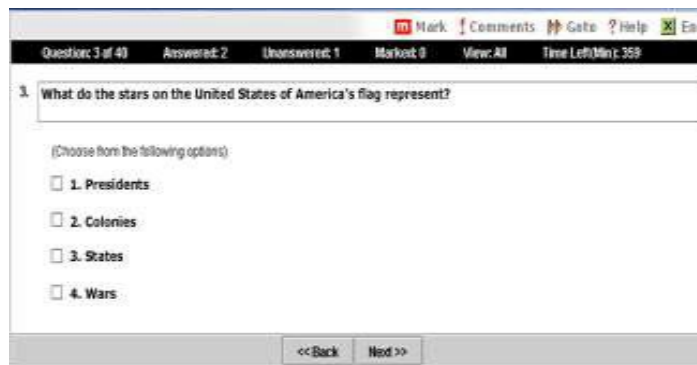 m Mark ! Comments Goto ? Help X
Question: 3 of 40 Answered: 2 Unanswered: 1 Marked: 0 View: All Time Left(Min): 359
3. What do the stars on the United States of America's flag represent?
(Choose from the following options)
1. Presidents
2. Colonies
3. States
4. Wars
<< Back Next >>